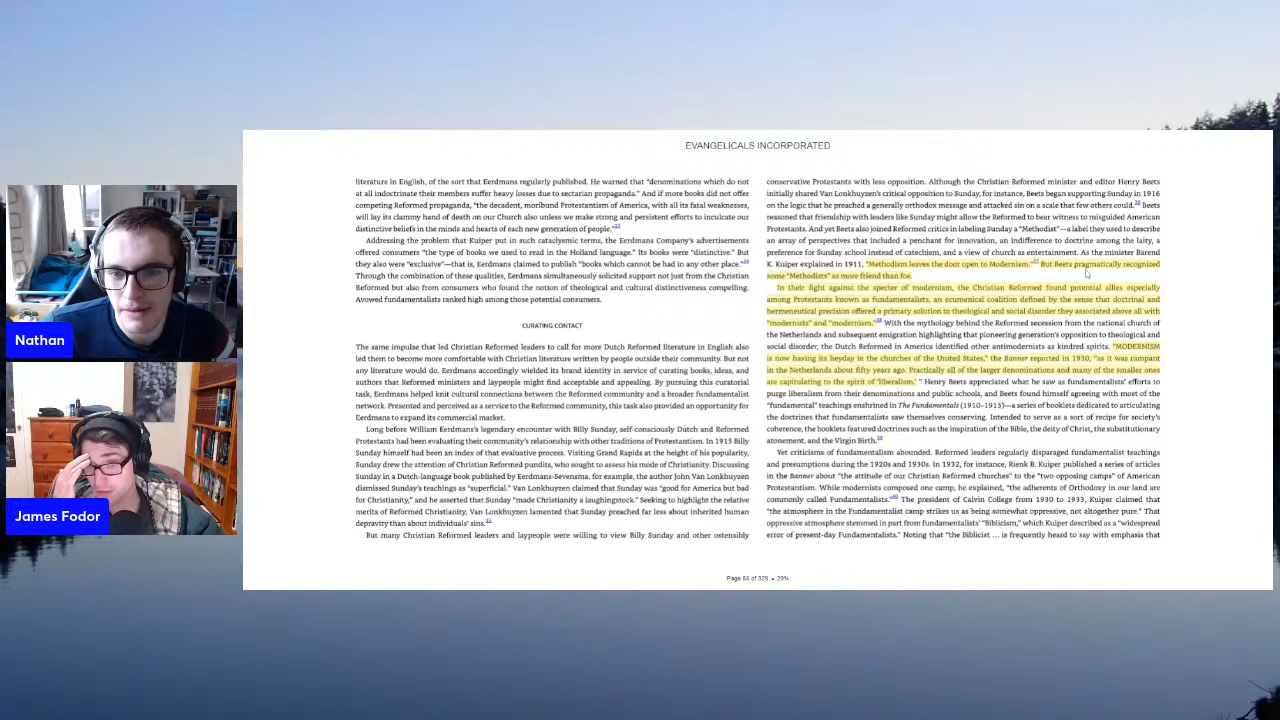 EVANGELICALS INCORPORATED
literature in English, of the sort that Eerdmans regularly published. He warned that “denominations which do not
at all indoctrinate their members suffer heavy losses due to sectarian propaganda.” And if more books did not offer
competing Reformed propaganda, “the decadent, moribund Protestantism of America, with all its fatal weaknesses,
will lay its clammy hand of death on our Church also unless we make strong and persistent efforts to inculcate our
distinctive beliefs in the minds and hearts of each new generation of people.”33
Addressing the problem that Kuiper put in such cataclysmic terms, the Eerdmans Company’s advertisements
offered consumers “the type of books we used to read in the Holland language.” Its books were “distinctive.” But
they also were “exclusive”—that is, Eerdmans claimed to publish “books which cannot be had in any other place.”34
Through the combination of these qualities, Eerdmans simultaneously solicited support not just from the Christian
Reformed but also from consumers who found the notion of theological and cultural distinctiveness compelling.
Avowed fundamentalists ranked high among those potential consumers.
CURATING CONTACT
The same impulse that led Christian Reformed leaders to call for more Dutch Reformed literature in English also
led them to become more comfortable with Christian literature written by people outside their community. But not
any literature would do. Eerdmans accordingly wielded its brand identity in service of curating books, ideas, and
authors that Reformed ministers and laypeople might find acceptable and appealing. By pursuing this curatorial
task, Eerdmans helped knit cultural connections between the Reformed community and a broader fundamentalist
network. Presented and perceived as a service to the Reformed community, this task also provided an opportunity for
Eerdmans to expand its commercial market.
Long before William Eerdmans’s legendary encounter with Billy Sunday, self-consciously Dutch and Reformed
Protestants had been evaluating their community’s relationship with other traditions of Protestantism. In 1915 Billy
Sunday himself had been an index of that evaluative process. Visiting Grand Rapids at the height of his popularity,
Sunday drew the attention of Christian Reformed pundits, who sought to assess his mode of Christianity. Discussing
Sunday in a Dutch-language book published by Eerdmans-Sevensma, for example, the author John Van Lonkhuyzen
dismissed Sunday’s teachings as “superficial.” Van Lonkhuyzen claimed that Sunday was “good for America but bad
for Christianity,” and he asserted that Sunday “made Christianity a laughingstock.” Seeking to highlight the relative
merits of Reformed Christianity, Van Lonkhuyzen lamented that Sunday preached far less about inherited human
depravity than about individuals’ sins.35
But many Christian Reformed leaders and laypeople were willing to view Billy Sunday and other ostensibly
conservative Protestants with less opposition. Although the Christian Reformed minister and editor Henry Beets
initially shared Van Lonkhuyzen’s critical opposition to Sunday, for instance, Beets began supporting Sunday in 1916
on the logic that he preached a generally orthodox message and attacked sin on a scale that few others could.36 Beets
reasoned that friendship with leaders like Sunday might allow the Reformed to bear witness to misguided American
Protestants. And yet Beets also joined Reformed critics in labeling Sunday a “Methodist”—a label they used to describe
an array of perspectives that included a penchant for innovation, an indifference to doctrine among the laity, a
preference for Sunday school instead of catechism, and a view of church as entertainment. As the minister Barend
K. Kuiper explained in 1911, “Methodism leaves the door open to Modernism.”37 But Beets pragmatically recognized
some “Methodists” as more friend than foe.
In their fight against the specter of modernism, the Christian Reformed found potential allies especially
among Protestants known as fundamentalists, an ecumenical coalition defined by the sense that doctrinal and
hermeneutical precision offered a primary solution to theological and social disorder they associated above all with
“modernists” and “modernism.”38 With the mythology behind the Reformed secession from the national church of
the Netherlands and subsequent emigration highlighting that pioneering generation’s opposition to theological and
social disorder, the Dutch Reformed in America identified other antimodernists as kindred spirits. “MODERNISM
is now having its heyday in the churches of the United States,” the Banner reported in 1930, “as it was rampant
in the Netherlands about fifty years ago. Practically all of the larger denominations and many of the smaller ones
are capitulating to the spirit of ‘liberalism.’ ” Henry Beets appreciated what he saw as fundamentalists’ efforts to
purge liberalism from their denominations and public schools, and Beets found himself agreeing with most of the
“fundamental” teachings enshrined in The Fundamentals (1910–1915)—a series of booklets dedicated to articulating
the doctrines that fundamentalists saw themselves conserving. Intended to serve as a sort of recipe for society’s
coherence, the booklets featured doctrines such as the inspiration of the Bible, the deity of Christ, the substitutionary
atonement, and the Virgin Birth.39
Yet criticisms of fundamentalism abounded. Reformed leaders regularly disparaged fundamentalist teachings
and presumptions during the 1920s and 1930s. In 1932, for instance, Rienk B. Kuiper published a series of articles
in the Banner about “the attitude of our Christian Reformed churches” to the “two opposing camps” of American
Protestantism. While modernists composed one camp, he explained, “the adherents of Orthodoxy in our land are
commonly called Fundamentalists.”40 The president of Calvin College from 1930 to 1933, Kuiper claimed that
“the atmosphere in the Fundamentalist camp strikes us as being somewhat oppressive, not altogether pure.” That
oppressive atmosphere stemmed in part from fundamentalists’ “Biblicism,” which Kuiper described as a “widespread
error of present-day Fundamentalists.” Noting that “the Biblicist … is frequently heard to say with emphasis that
Page 66 of 329 • 20%
Nathan
James Fodor